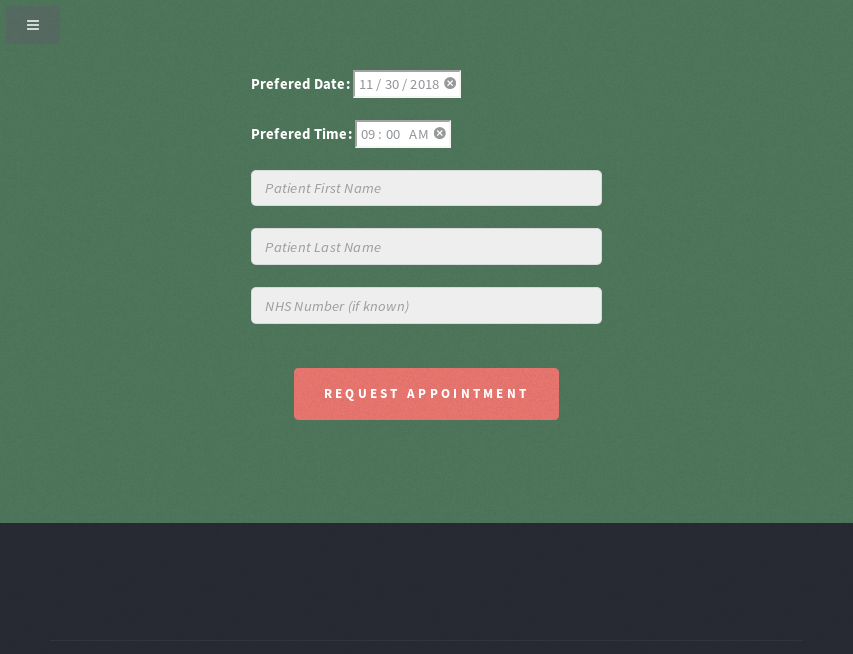 Prefered Date: 11 / 30 / 2018
Prefered Time: 09 : 00 AM
Patient First Name
Patient Last Name
NHS Number (if known)
REQUEST APPOINTMENT